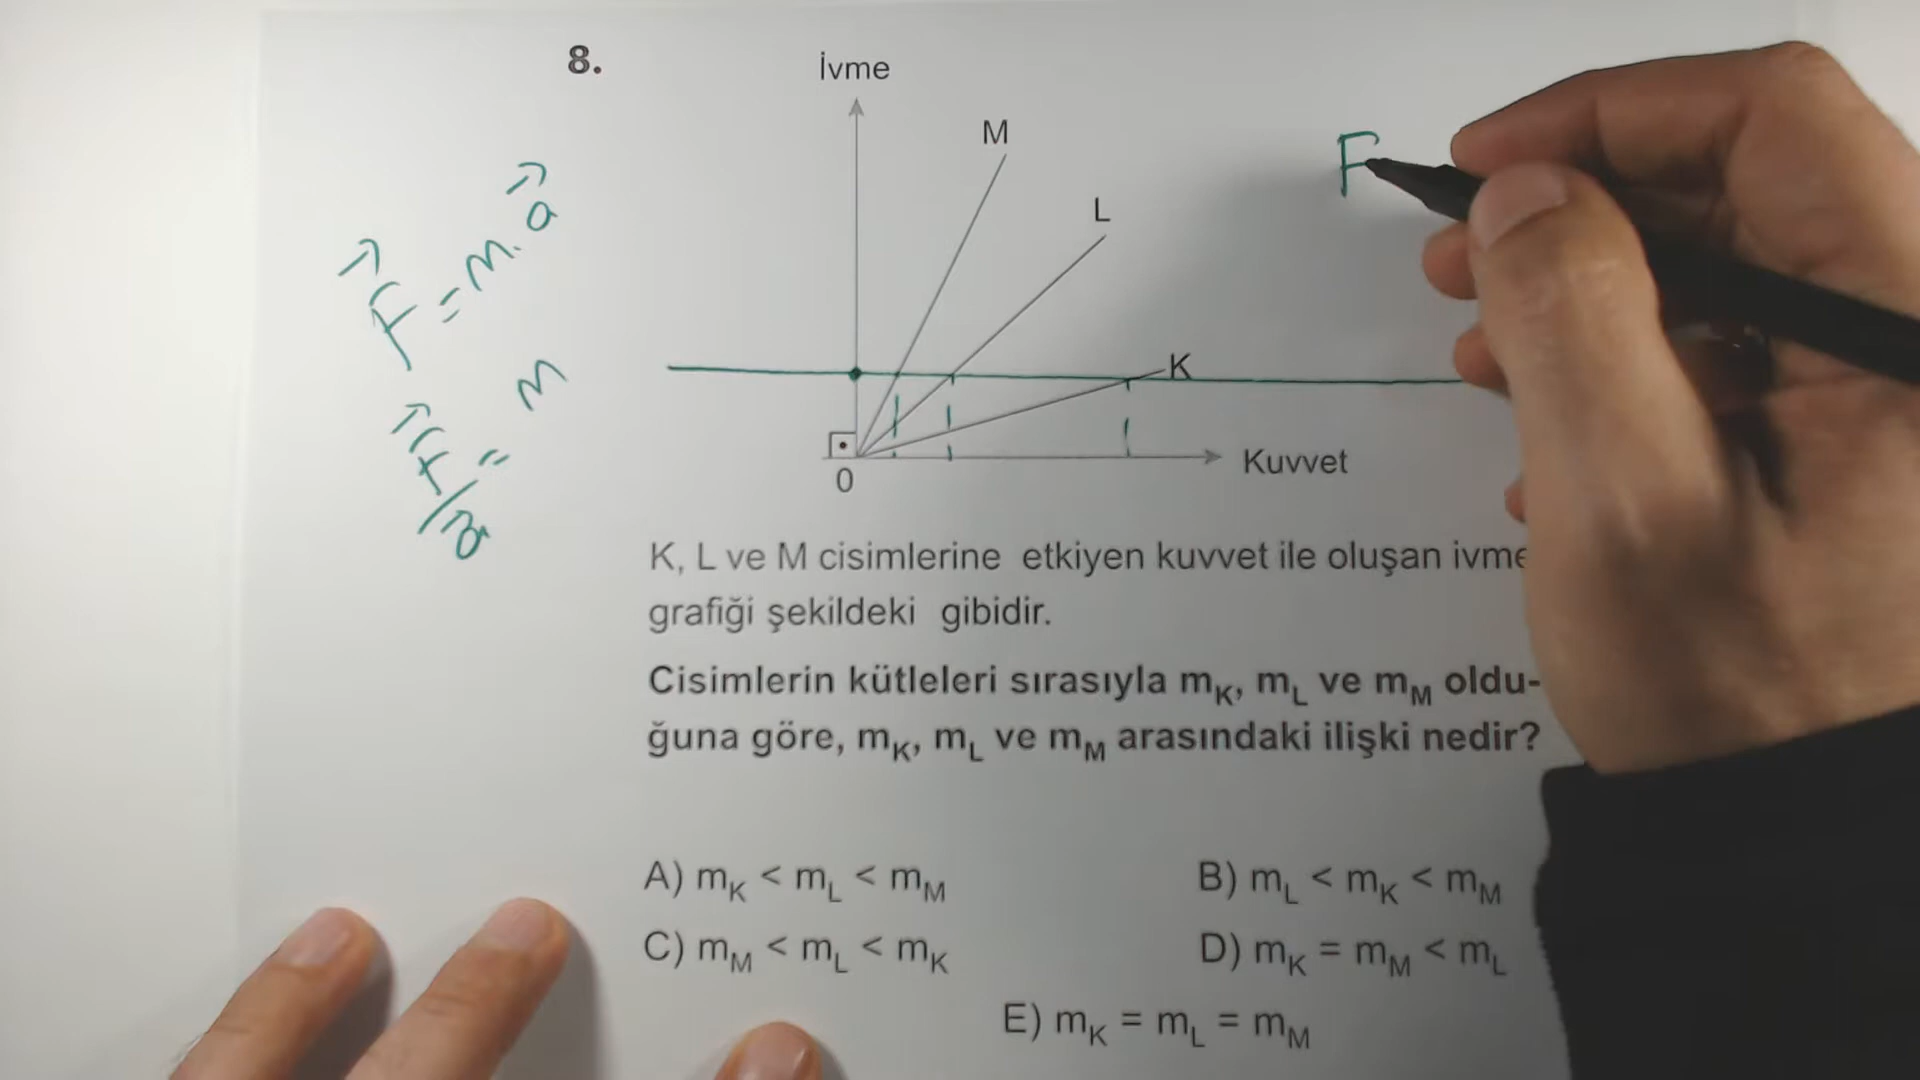 8.
İvme
M
L
K
Kuvvet
0
F = m.a
F/a = m
F
K, L ve M cisimlerine etkiyen kuvvet ile oluşan ivme
grafiği şekildeki gibidir.
Cisimlerin kütleleri sırasıyla mK, mL ve mM oldu-
ğuna göre, mK, mL ve mM arasındaki ilişki nedir?
A) mK < mL < mM
B) mL < mK < mM
C) mM < mL < mK
D) mK = mM < mL
E) mK = mL = mM